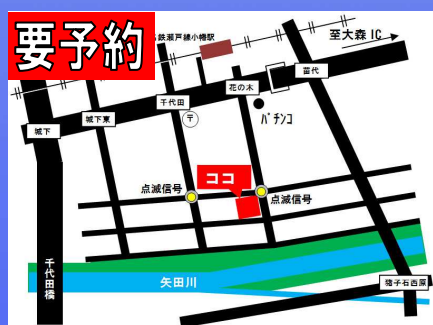 要予約
名鉄瀬戸線小幡駅
至大森IC
苗代
花の木
千代田
〒
パチンコ
城下東
城下
ココ
点滅信号
点滅信号
千代田橋
矢田川
猪子石西原